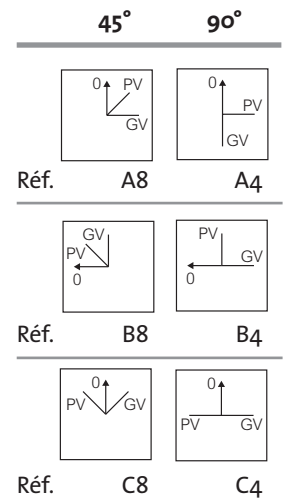 45° 90°
0 PV 0
GV PV
GV
Réf. A8 A4
GV PV
PV GV
0 0
Réf. B8 B4
0 0
PV GV PV GV
Réf. C8 C4